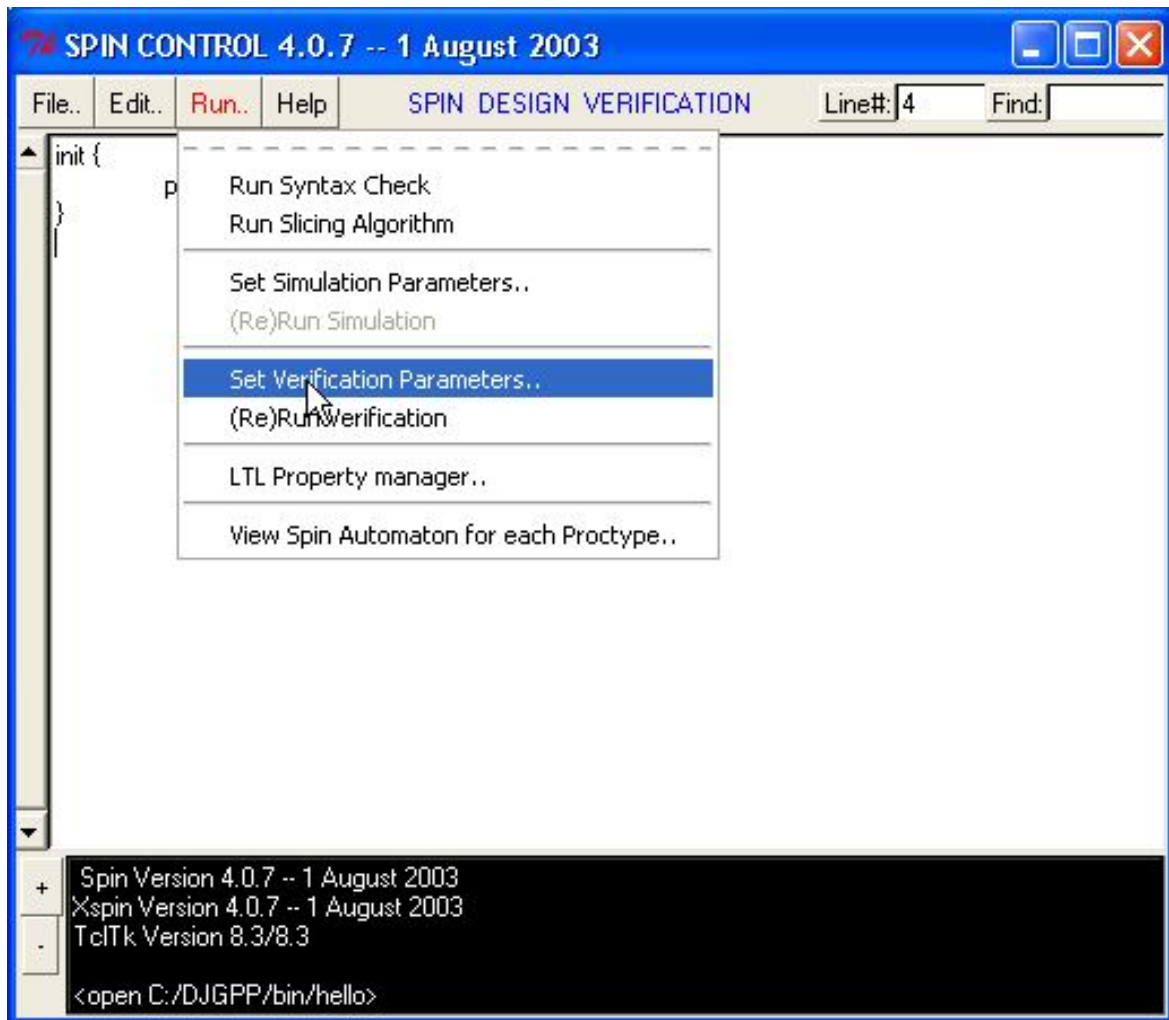 SPIN CONTROL 4.0.7 -- 1 August 2003
File.. Edit.. Run.. Help SPIN DESIGN VERIFICATION Line#: 4 Find:
init {
p
}
Run Syntax Check
Run Slicing Algorithm
Set Simulation Parameters..
(Re)Run Simulation
Set Verification Parameters..
(Re)Run Verification
LTL Property manager..
View Spin Automaton for each Proctype..
+
-
Spin Version 4.0.7 -- 1 August 2003
Xspin Version 4.0.7 -- 1 August 2003
TclTk Version 8.3/8.3
<open C:/DJGPP/bin/hello>